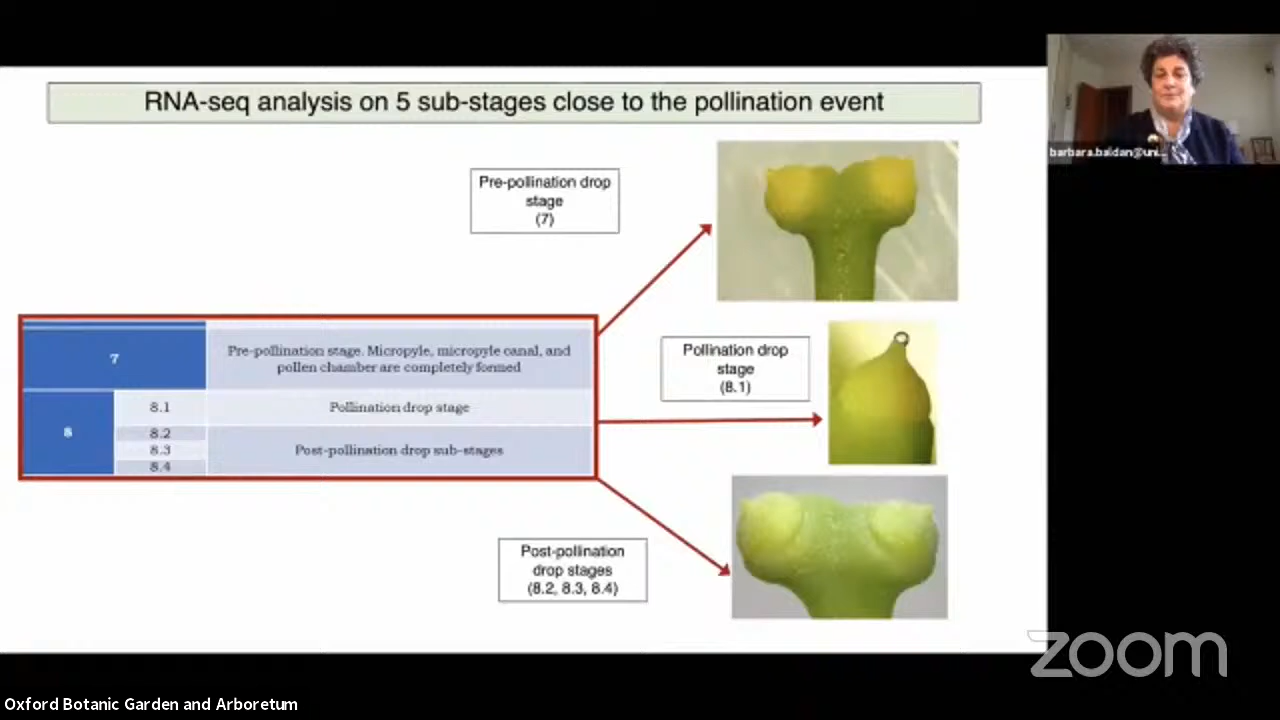 RNA-seq analysis on 5 sub-stages close to the pollination event
barbara.baldan@uni...
Pre-pollination drop
stage
(7)
7
Pre-pollination stage. Micropyle, micropyle canal, and
pollen chamber are completely formed
8
8.1
Pollination drop stage
8.2
8.3
8.4
Post-pollination drop sub-stages
Pollination drop
stage
(8.1)
Post-pollination
drop stages
(8.2, 8.3, 8.4)
zoom
Oxford Botanic Garden and Arboretum